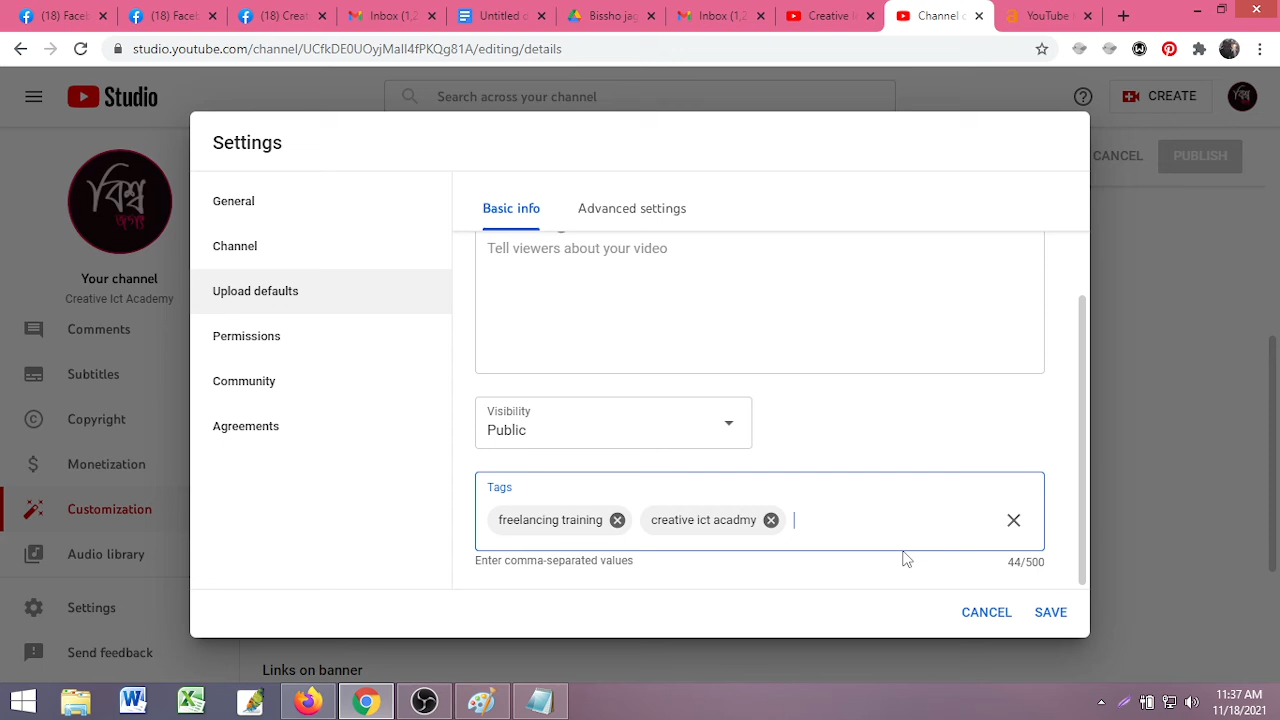 (18) Faceb
(18) Faceb
(18) Creat
Inbox (1,2
Untitled d
Bissho jag
Inbox (1,2
Creative I
Channel c
YouTube
studio.youtube.com/channel/UCfkDE0UOyjMall4fPKQg81A/editing/details
Studio
Search across your channel
CREATE
CANCEL
PUBLISH
বিশ্ব
Your channel
Creative Ict Academy
Comments
Subtitles
Copyright
Monetization
Customization
Audio library
Settings
Send feedback
Settings
General
Channel
Upload defaults
Permissions
Community
Agreements
Basic info
Advanced settings
Tell viewers about your video
Visibility
Public
Tags
freelancing training
creative ict acadmy
Enter comma-separated values
44/500
CANCEL
SAVE
Links on banner
11:37 AM
11/18/2021